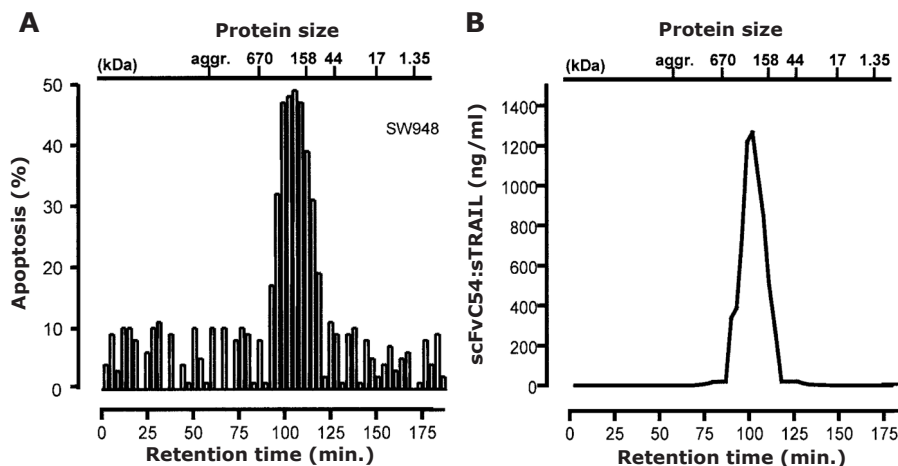 A
Protein size
(kDa) aggr. 670 158 44 17 1.35
Apoptosis (%)
50
40
30
20
10
0
SW948
0 25 50 75 100 125 150 175
Retention time (min.)
B
Protein size
(kDa) aggr. 670 158 44 17 1.35
scFvC54:sTRAIL (ng/ml)
1400
1200
1000
800
600
400
200
0
0 25 50 75 100 125 150 175
Retention time (min.)